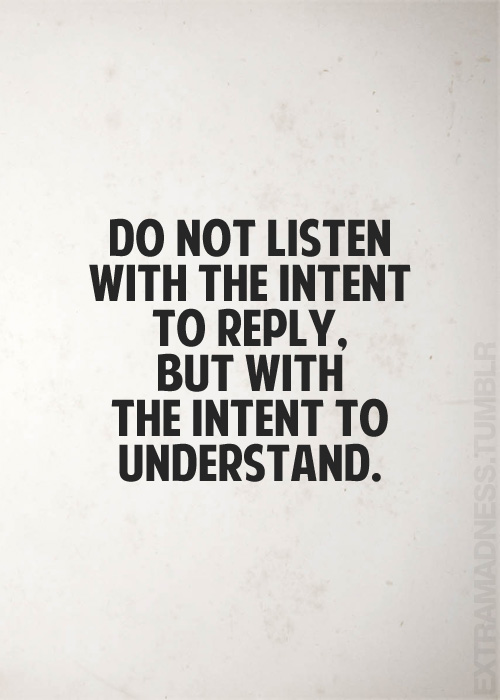 DO NOT LISTEN
WITH THE INTENT
TO REPLY,
BUT WITH
THE INTENT TO
UNDERSTAND.
EXTRAMADNESS.TUMBLR